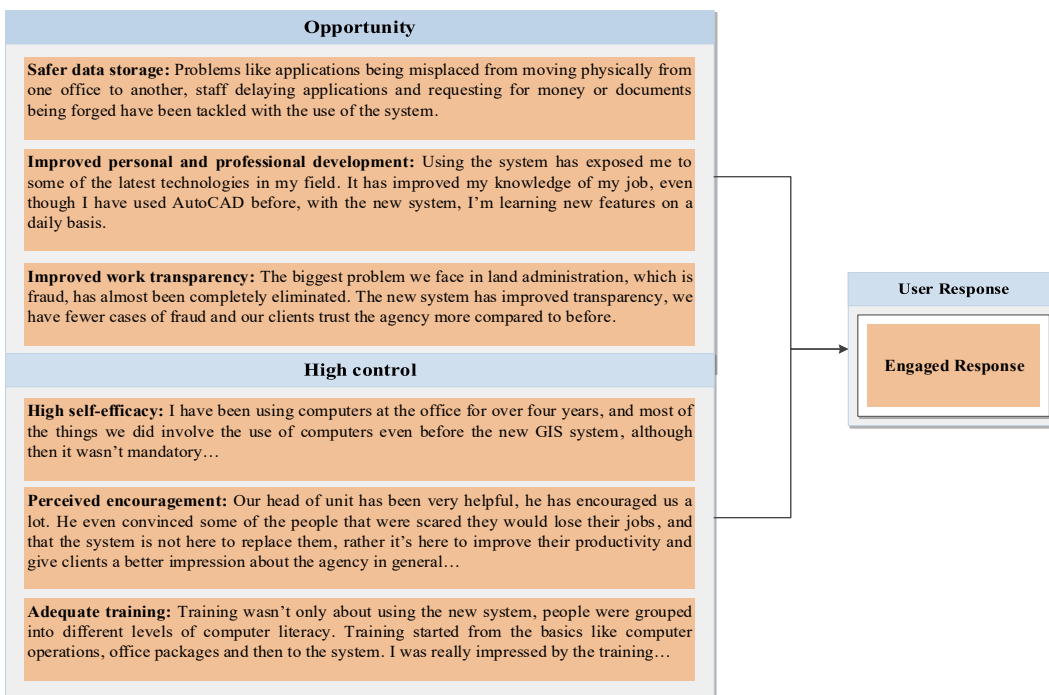 Opportunity
Safer data storage: Problems like applications being misplaced from moving physically from
one office to another, staff delaying applications and requesting for money or documents
being forged have been tackled with the use of the system.
Improved personal and professional development: Using the system has exposed me to
some of the latest technologies in my field. It has improved my knowledge of my job, even
though I have used AutoCAD before, with the new system, I’m learning new features on a
daily basis.
Improved work transparency: The biggest problem we face in land administration, which is
fraud, has almost been completely eliminated. The new system has improved transparency, we
have fewer cases of fraud and our clients trust the agency more compared to before.
High control
High self-efficacy: I have been using computers at the office for over four years, and most of
the things we did involve the use of computers even before the new GIS system, although
then it wasn’t mandatory…
Perceived encouragement: Our head of unit has been very helpful, he has encouraged us a
lot. He even convinced some of the people that were scared they would lose their jobs, and
that the system is not here to replace them, rather it’s here to improve their productivity and
give clients a better impression about the agency in general…
Adequate training: Training wasn’t only about using the new system, people were grouped
into different levels of computer literacy. Training started from the basics like computer
operations, office packages and then to the system. I was really impressed by the training…
User Response
Engaged Response